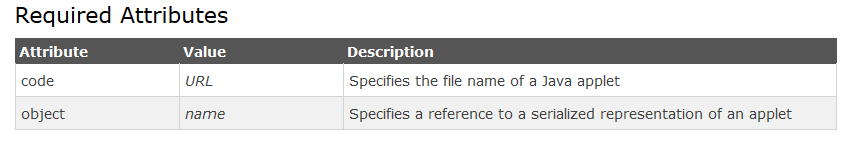 Required Attributes
Attribute Value Description
code URL Specifies the file name of a Java applet
object name Specifies a reference to a serialized representation of an applet